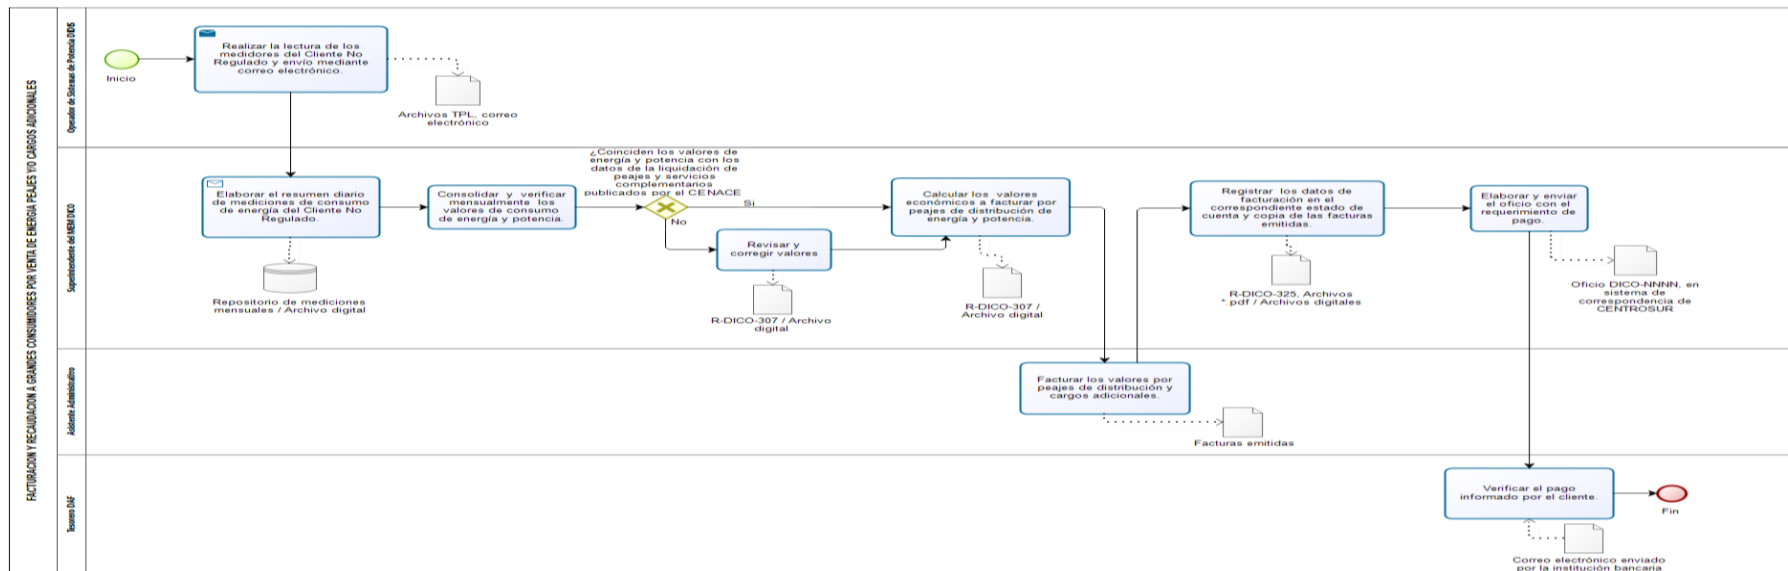 FACTURACION Y RECAUDACION A GRANDES CONSUMIDORES POR VENTA DE ENERGIA PEAJES Y/O CARGOS ADICIONALES
Operador de Sistemas de Potencia DIDIS
Inicio
Realizar la lectura de los
medidores del Cliente No
Regulado y envío mediante
correo electrónico.
Archivos TPL, correo
electrónico
Superintendente del MEM DICO
Elaborar el resumen diario
de mediciones de consumo
de energía del Cliente No
Regulado.
Repositorio de mediciones
mensuales / Archivo digital
Consolidar y verificar
mensualmente los
valores de consumo
de energía y potencia.
¿Coinciden los valores de
energía y potencia con los
datos de la liquidación de
peajes y servicios
complementarios
publicados por el CENACE
Si
No
Revisar y
corregir valores
R-DICO-307 / Archivo
digital
Calcular los valores
económicos a facturar por
peajes de distribución de
energía y potencia.
R-DICO-307 /
Archivo digital
Registrar los datos de
facturación en el
correspondiente estado de
cuenta y copia de las facturas
emitidas.
R-DICO-325, Archivos
*.pdf / Archivos digitales
Elaborar y enviar
el oficio con el
requerimiento de
pago.
Oficio DICO-NNNN, en
sistema de
correspondencia de
CENTROSUR
Asistente Administrativo
Facturar los valores por
peajes de distribución y
cargos adicionales.
Facturas emitidas
Tesorero DAF
Verificar el pago
informado por el cliente.
Fin
Correo electrónico enviado
por la institución bancaria